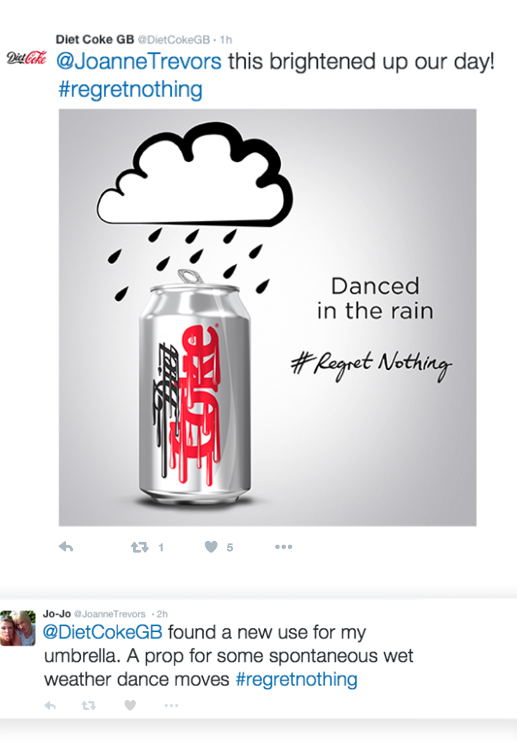 Diet Coke GB @DietCokeGB · 1h
Diet Coke
@JoanneTrevors this brightened up our day!
#regretnothing
Danced
in the rain
#Regret Nothing
Diet
Coke
1
5
Jo-Jo @JoanneTrevors · 2h
@DietCokeGB found a new use for my
umbrella. A prop for some spontaneous wet
weather dance moves #regretnothing